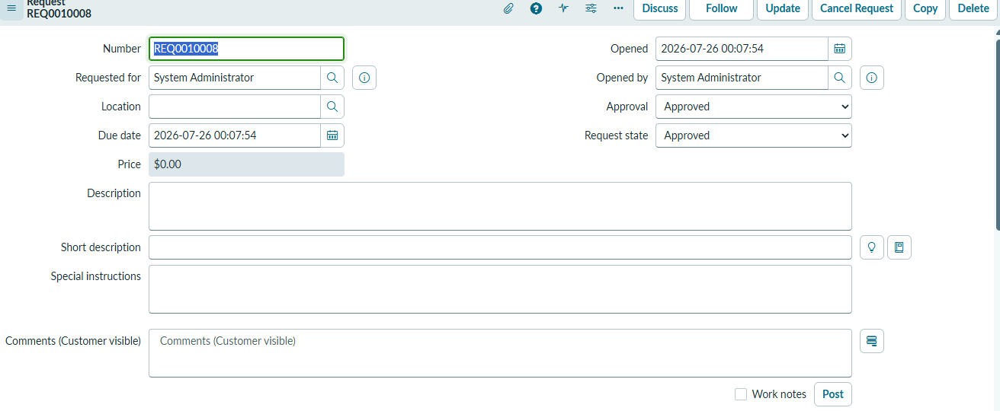 Request
REQ0010008
Discuss
Follow
Update
Cancel Request
Copy
Delete
Number
REQ0010008
Opened
2026-07-26 00:07:54
Requested for
System Administrator
Opened by
System Administrator
Location
Approval
Approved
Due date
2026-07-26 00:07:54
Request state
Approved
Price
$0.00
Description
Short description
Special instructions
Comments (Customer visible)
Comments (Customer visible)
Work notes
Post